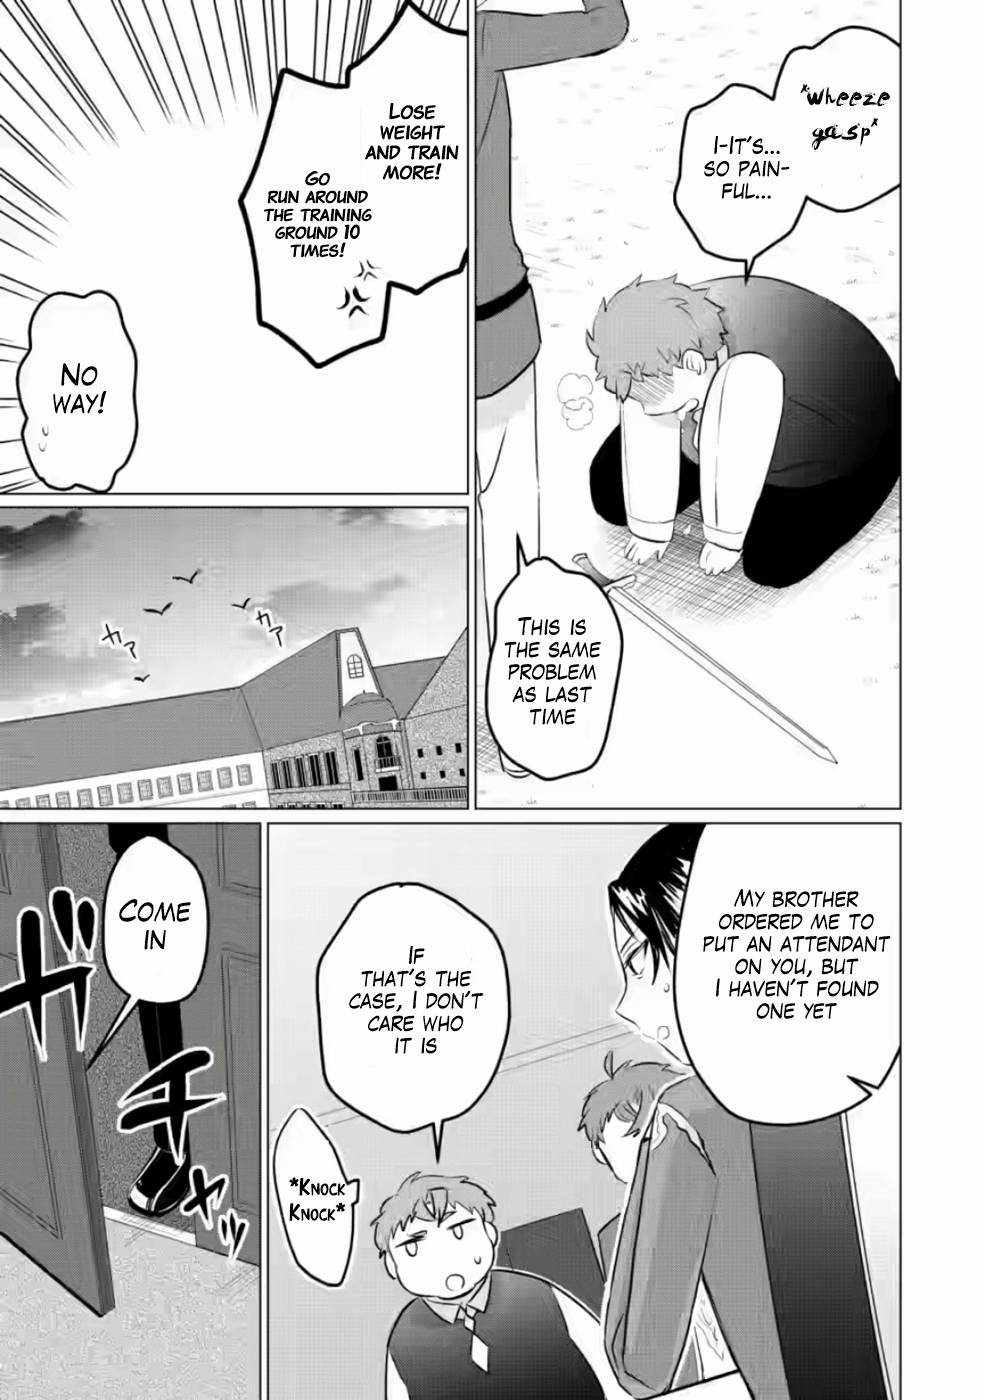 *Wheeze
gasp*
I-It's...
so pain-
ful...
This is
the same
problem
as last
time
Lose
weight
and train
more!
Go
run around
the training
ground 10
times!
No
way!
カァ
カァ
My brother
ordered me to
put an attendant
on you, but
I haven't found
one yet
If
that's the
case, I don't
care who
it is
*Knock
Knock*
Come
in
ガチャッ